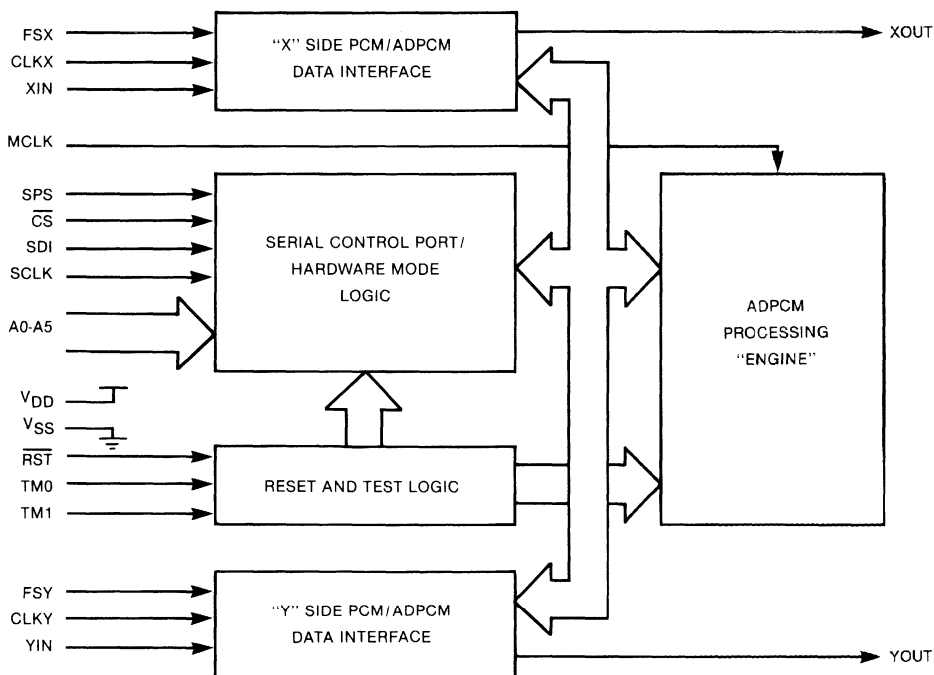 FSX
CLKX
XIN
"X" SIDE PCM/ADPCM
DATA INTERFACE
XOUT
MCLK
SPS
CS
SDI
SCLK
A0-A5
SERIAL CONTROL PORT/
HARDWARE MODE
LOGIC
ADPCM
PROCESSING
"ENGINE"
VDD
VSS
RST
TM0
TM1
RESET AND TEST LOGIC
FSY
CLKY
YIN
"Y" SIDE PCM/ADPCM
DATA INTERFACE
YOUT